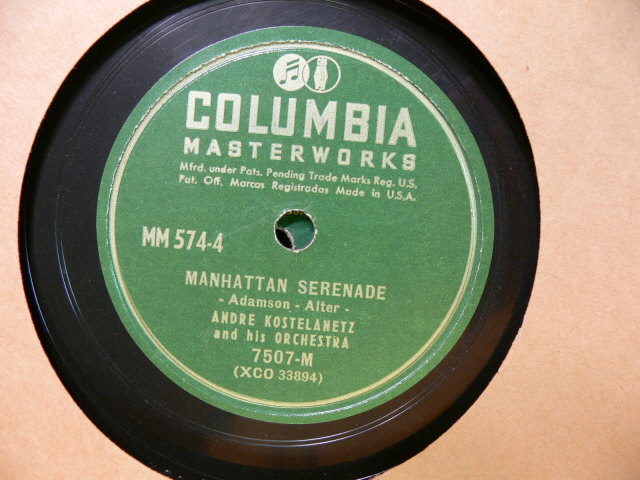 COLUMBIA
MASTERWORKS
Mfrd. under Pats. Pending Trade Marks Reg. U.S.
Pat. Off. Marcas Registradas Made in U.S.A.
MM 574-4
MANHATTAN SERENADE
- Adamson - Alter -
ANDRE KOSTELANETZ
and his ORCHESTRA
7507-M
(XCO 33894)